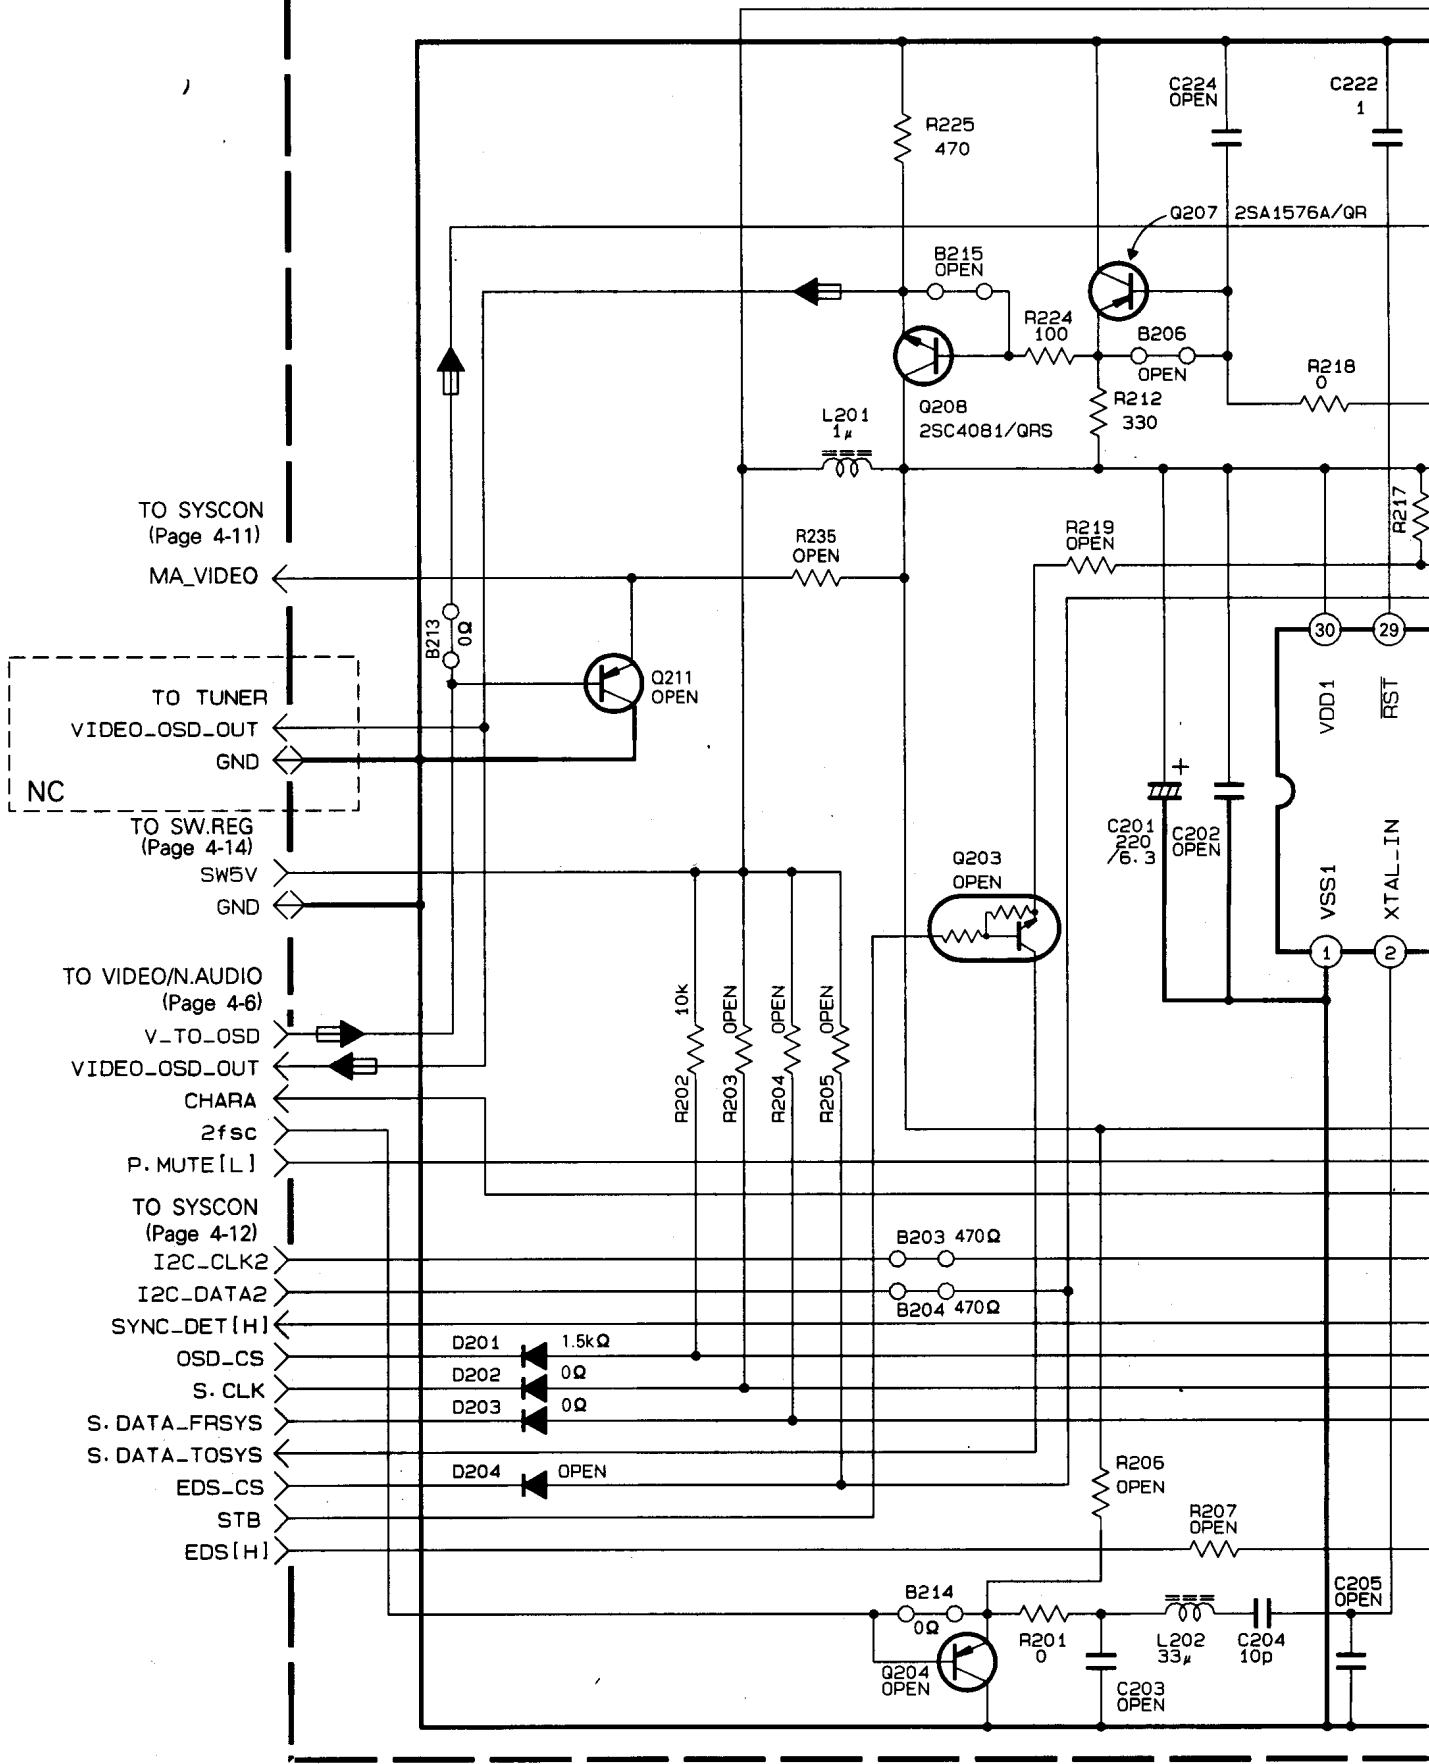 C224
OPEN
C222
1
R225
470
Q207 2SA1576A/QR
B215
OPEN
R224
100
B206
OPEN
R218
0
Q208
2SC4081/QRS
R212
330
L201
1μ
TO SYSCON
(Page 4-11)
MA_VIDEO
R235
OPEN
R219
OPEN
R217
B213
0Ω
30
29
Q211
OPEN
VDD1
RST
TO TUNER
VIDEO_OSD_OUT
GND
NC
TO SW.REG
(Page 4-14)
SW5V
GND
+
C201
220
/6.3
C202
OPEN
VSS1
XTAL_IN
Q203
OPEN
1
2
TO VIDEO/N.AUDIO
(Page 4-6)
V_TO_OSD
VIDEO_OSD_OUT
CHARA
2fsc
P.MUTE[L]
10k
OPEN
OPEN
OPEN
R202
R203
R204
R205
TO SYSCON
(Page 4-12)
I2C_CLK2
B203 470Ω
I2C_DATA2
B204 470Ω
SYNC_DET[H]
OSD_CS
D201
1.5kΩ
S.CLK
D202
0Ω
S.DATA_FRSYS
D203
0Ω
S.DATA_TOSYS
EDS_CS
D204
OPEN
STB
EDS[H]
R206
OPEN
R207
OPEN
B214
0Ω
Q204
OPEN
R201
0
C203
OPEN
L202
33μ
C204
10p
C205
OPEN